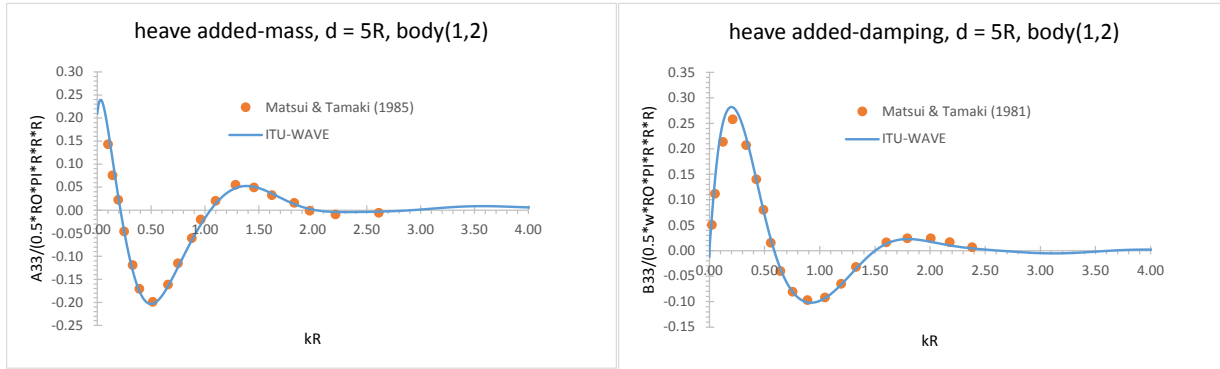 heave added-mass, d = 5R, body(1,2)
A33/(0.5*RO*PI*R*R*R)
0.30
0.25
0.20
0.15
0.10
0.05
0.00
-0.05
-0.10
-0.15
-0.20
-0.25
Matsui & Tamaki (1985)
ITU-WAVE
0.00 0.50 1.00 1.50 2.00 2.50 3.00 3.50 4.00
kR
heave added-damping, d = 5R, body(1,2)
B33/(0.5*w*RO*PI*R*R*R)
0.35
0.30
0.25
0.20
0.15
0.10
0.05
0.00
-0.05
-0.10
-0.15
Matsui & Tamaki (1981)
ITU-WAVE
0.00 0.50 1.00 1.50 2.00 2.50 3.00 3.50 4.00
kR